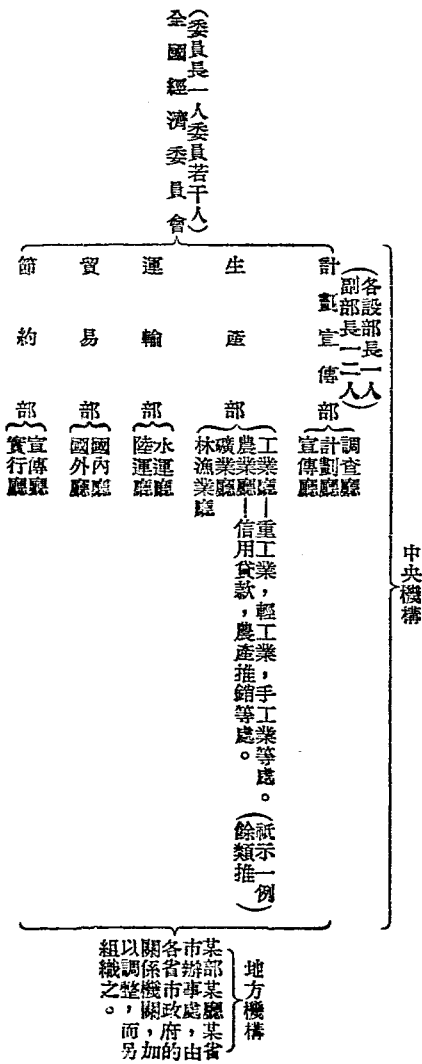 中央機構
全國經濟委員會
(委員長一人委員若干人)
(各設部長一人
副部長一二人)
計劃宣傳部
調查廳
計劃廳
宣傳廳
生產部
工業廳—重工業,輕工業,手工業等處。
農業廳—信用貸款,農產推銷等處。
(祇示一例
餘類推)
礦業廳
林漁業廳
運輸部
水運廳
陸運廳
貿易部
國內廳
國外廳
節約部
宣傳廳
實行廳
地方機構
某部某廳某省
市辦事處,由
各省市政府的
關係機關,加
以調整,而另
組織之。